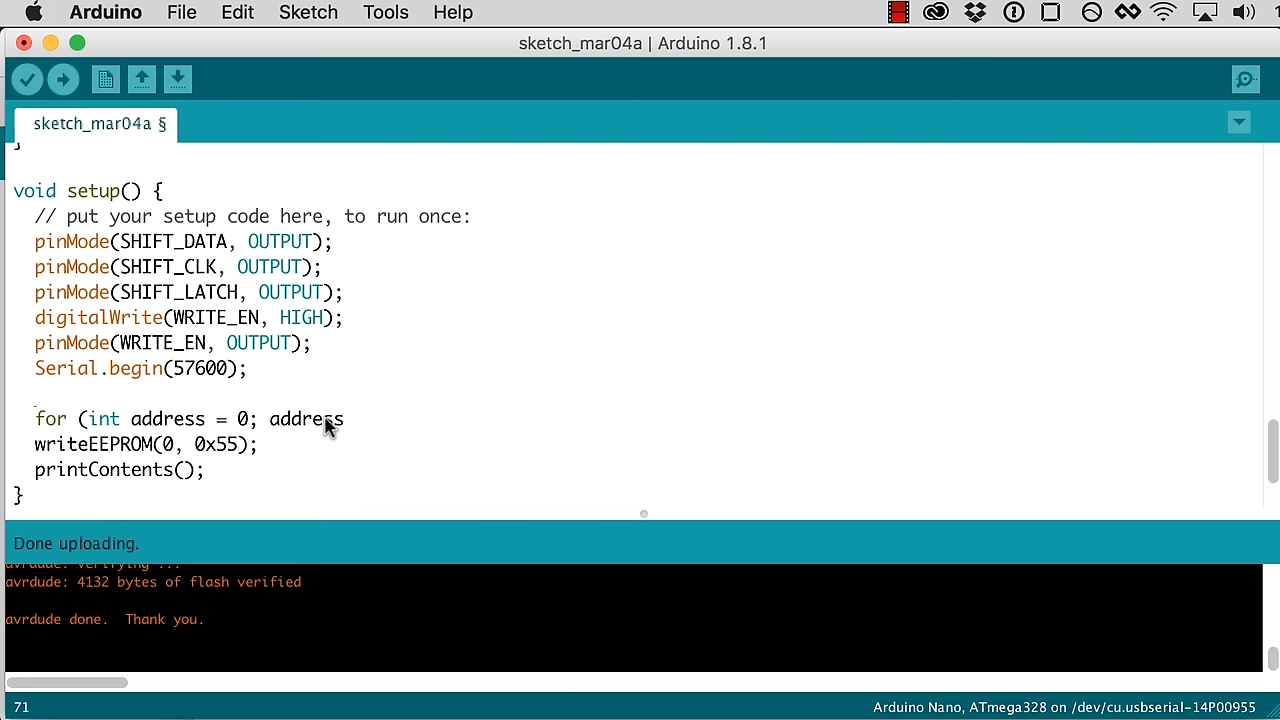 Arduino File Edit Sketch Tools Help
sketch_mar04a | Arduino 1.8.1
sketch_mar04a §
}
void setup() {
// put your setup code here, to run once:
pinMode(SHIFT_DATA, OUTPUT);
pinMode(SHIFT_CLK, OUTPUT);
pinMode(SHIFT_LATCH, OUTPUT);
digitalWrite(WRITE_EN, HIGH);
pinMode(WRITE_EN, OUTPUT);
Serial.begin(57600);
for (int address = 0; address
writeEEPROM(0, 0x55);
printContents();
}
Done uploading.
avrdude: verifying ...
avrdude: 4132 bytes of flash verified
avrdude done.  Thank you.
71
Arduino Nano, ATmega328 on /dev/cu.usbserial-14P00955